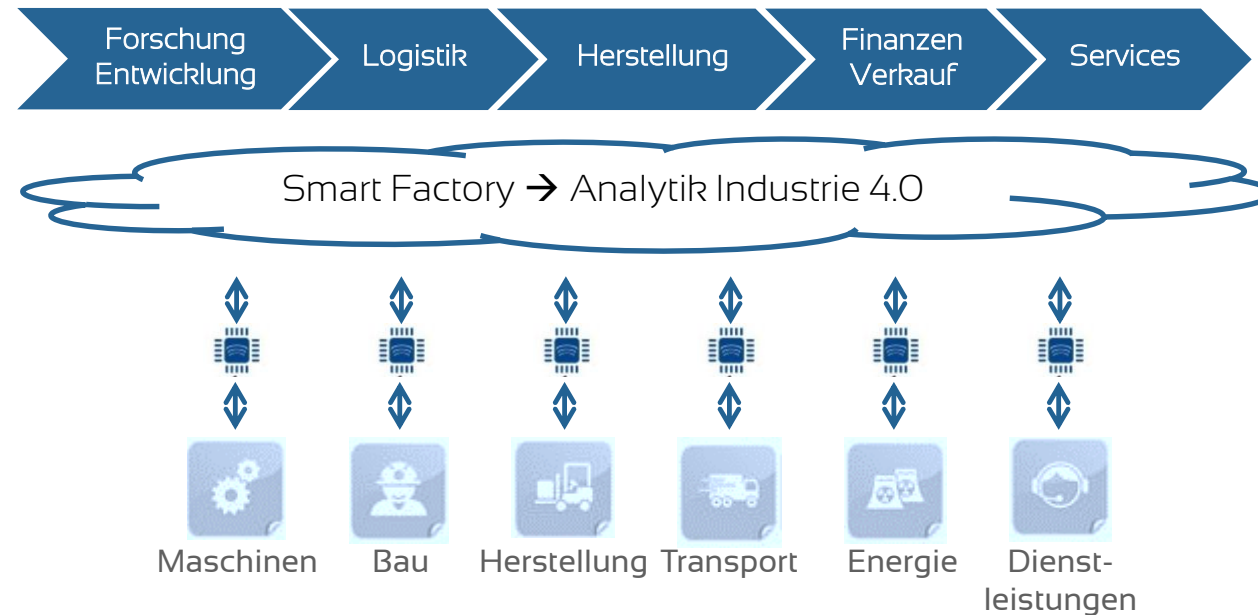 Forschung
Entwicklung
Logistik
Herstellung
Finanzen
Verkauf
Services
Smart Factory → Analytik Industrie 4.0
Maschinen
Bau
Herstellung
Transport
Energie
Dienst-
leistungen